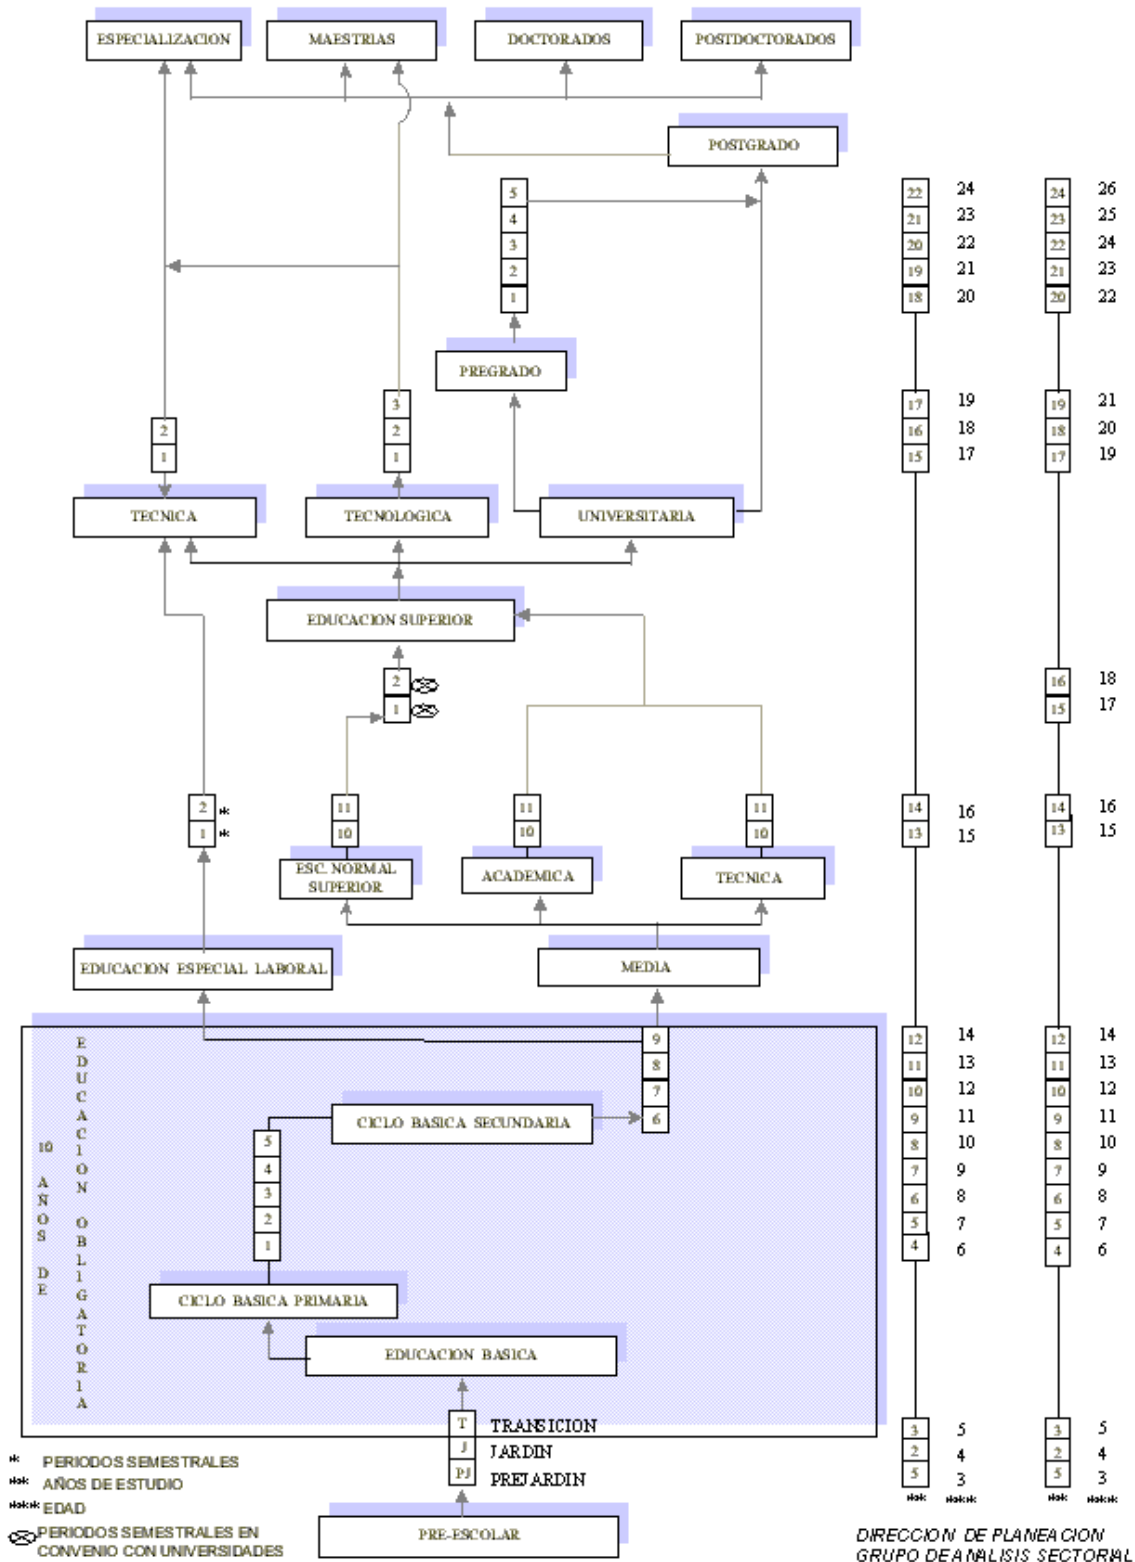 ESPECIALIZACION MAESTRIAS DOCTORADOS POSTDOCTORADOS
POSTGRADO
5 22 24 24 26
4 21 23 23 25
3 20 22 22 24
2 19 21 21 23
1 18 20 20 22
PREGRADO
3 17 19 19 21
2 2 16 18 18 20
1 1 15 17 17 19
TECNICA TECNOLOGICA UNIVERSITARIA
EDUCACION SUPERIOR
2 16 18
1 15 17
2 * 11 11 11 14 16 14 16
1 * 10 10 10 13 15 13 15
ESC. NORMAL
SUPERIOR
ACADEMICA TECNICA
EDUCACION ESPECIAL LABORAL MEDIA
9 12 14 12 14
8 11 13 11 13
7 10 12 10 12
6 9 11 9 11
CICLO BASICA SECUNDARIA
5 8 10 8 10
4 7 9 7 9
3 6 8 6 8
2 5 7 5 7
1 4 6 4 6
10 AÑOS DE
EDUCACION OBLIGATORIA
CICLO BASICA PRIMARIA
EDUCACION BASICA
T TRANSICION 3 5 3 5
J JARDIN 2 4 2 4
PJ PREJARDIN 5 3 5 3
*** **** *** ****
PRE-ESCOLAR
* PERIODOS SEMESTRALES
*** AÑOS DE ESTUDIO
**** EDAD
PERIODOS SEMESTRALES EN
CONVENIO CON UNIVERSIDADES
DIRECCION DE PLANEACION
GRUPO DE ANALISIS SECTORIAL